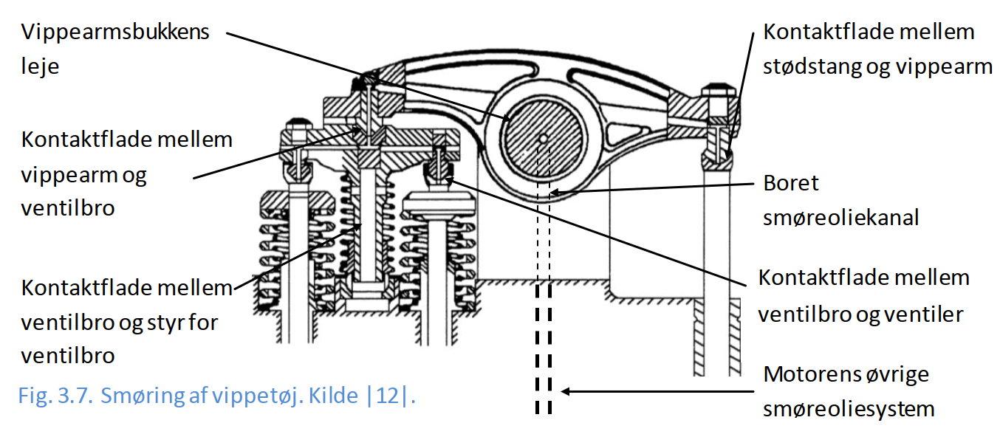 Vippearmsbukkens
leje
Kontaktflade mellem
vippearm og
ventilbro
Kontaktflade mellem
ventilbro og styr for
ventilbro
Kontaktflade mellem
stødstang og vippearm
Boret
smøreoliekanal
Kontaktflade mellem
ventilbro og ventiler
Motorens øvrige
smøreoliesystem
Fig. 3.7. Smøring af vippetøj. Kilde |12|.